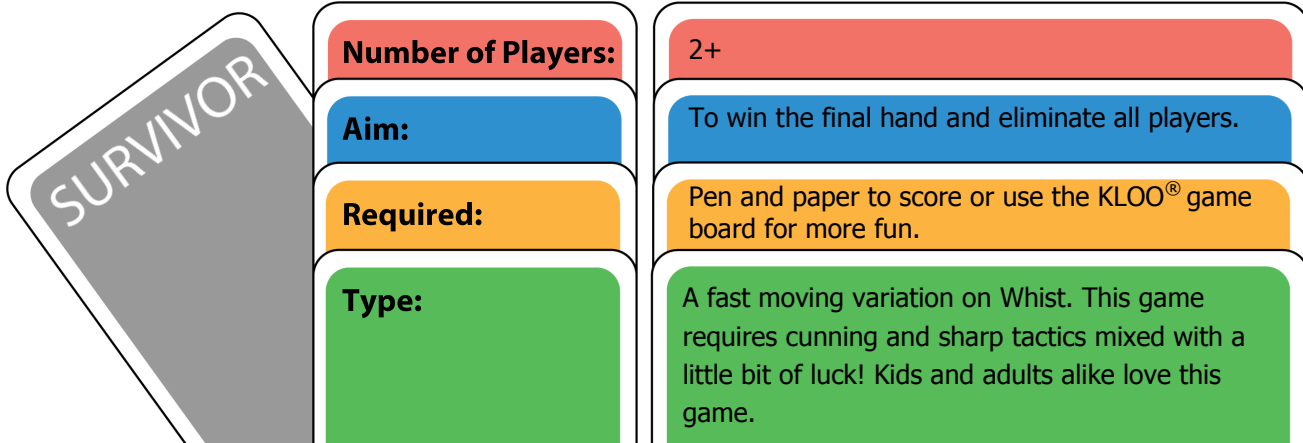 SURVIVOR
Number of Players:
2+
Aim:
To win the final hand and eliminate all players.
Required:
Pen and paper to score or use the KLOO® game
board for more fun.
Type:
A fast moving variation on Whist. This game
requires cunning and sharp tactics mixed with a
little bit of luck! Kids and adults alike love this
game.